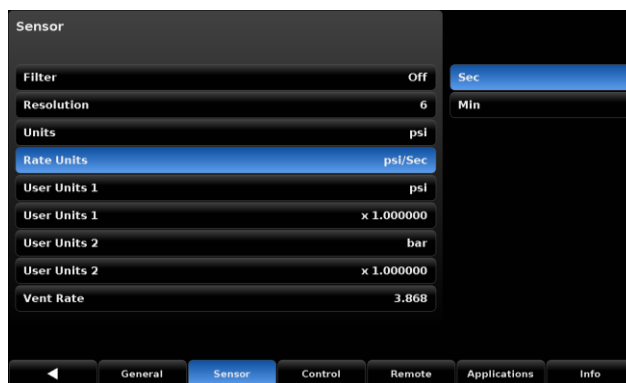 Sensor
Filter Off
Resolution 6
Units psi
Rate Units psi/Sec
User Units 1 psi
User Units 1 x 1.000000
User Units 2 bar
User Units 2 x 1.000000
Vent Rate 3.868
Sec
Min
General Sensor Control Remote Applications Info